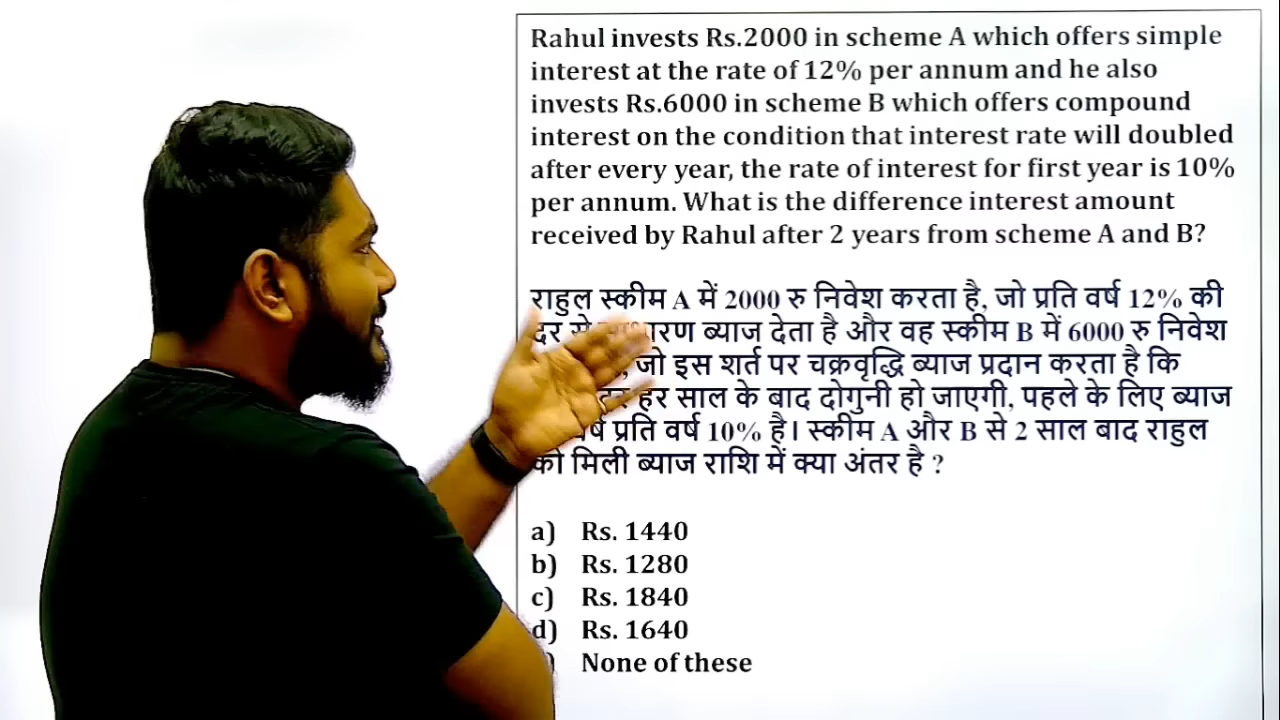 Rahul invests Rs.2000 in scheme A which offers simple
interest at the rate of 12% per annum and he also
invests Rs.6000 in scheme B which offers compound
interest on the condition that interest rate will doubled
after every year, the rate of interest for first year is 10%
per annum. What is the difference interest amount
received by Rahul after 2 years from scheme A and B?
राहुल स्कीम A में 2000 रु निवेश करता है, जो प्रति वर्ष 12% की
दर ब्याज देता है और वह स्कीम B में 6000 रु निवेश
जो इस शर्त पर चक्रवृद्धि ब्याज प्रदान करता है कि
हर साल के बाद दोगुनी हो जाएगी, पहले के लिए ब्याज
प्रति वर्ष 10% है। स्कीम A और B से 2 साल बाद राहुल
को मिली ब्याज राशि में क्या अंतर है ?
a) Rs. 1440
b) Rs. 1280
c) Rs. 1840
d) Rs. 1640
None of these